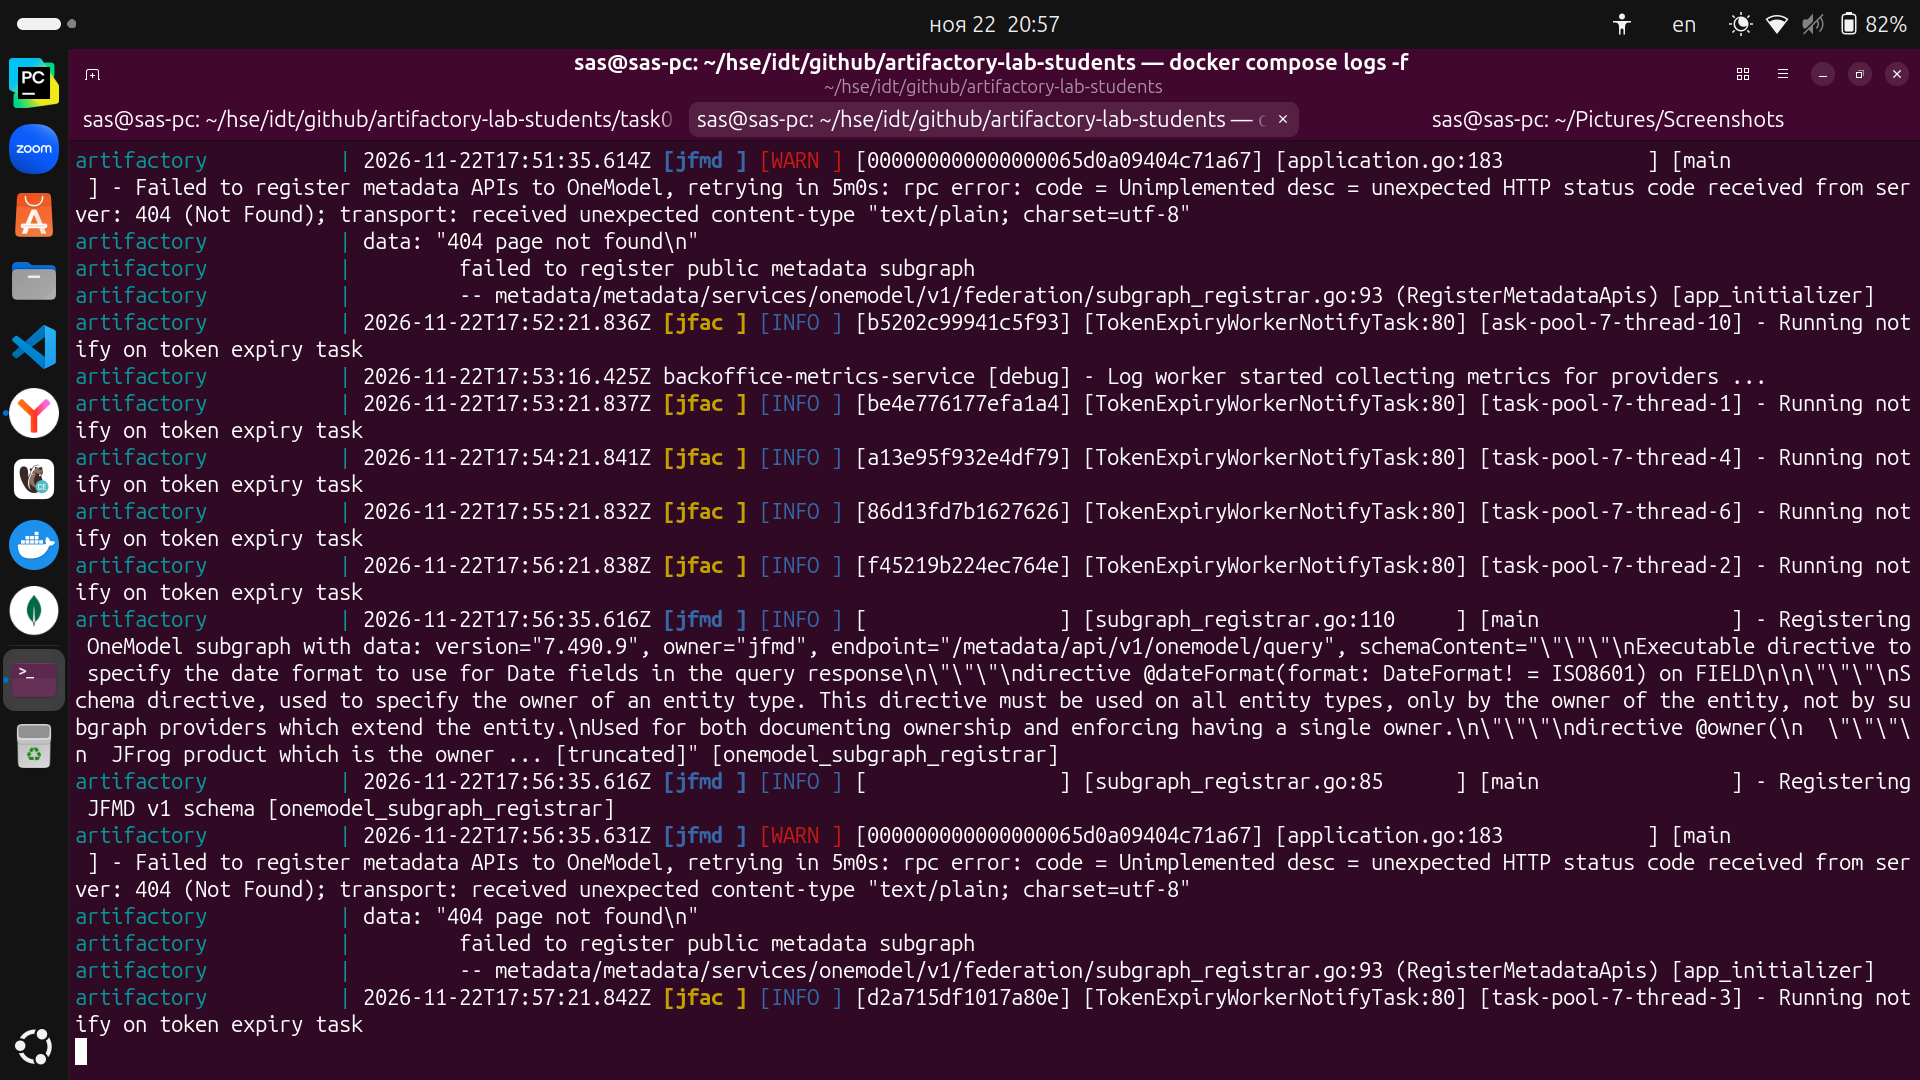 ноя 22 20:57
en
82%
sas@sas-pc: ~/hse/idt/github/artifactory-lab-students — docker compose logs -f
~/hse/idt/github/artifactory-lab-students
sas@sas-pc: ~/hse/idt/github/artifactory-lab-students/task0
sas@sas-pc: ~/hse/idt/github/artifactory-lab-students —
sas@sas-pc: ~/Pictures/Screenshots
PC
zoom
artifactory | 2026-11-22T17:51:35.614Z [jfmd ] [WARN ] [000000000000000065d0a09404c71a67] [application.go:183 ] [main
] - Failed to register metadata APIs to OneModel, retrying in 5m0s: rpc error: code = Unimplemented desc = unexpected HTTP status code received from ser
ver: 404 (Not Found); transport: received unexpected content-type "text/plain; charset=utf-8"
artifactory | data: "404 page not found\n"
artifactory | failed to register public metadata subgraph
artifactory | -- metadata/metadata/services/onemodel/v1/federation/subgraph_registrar.go:93 (RegisterMetadataApis) [app_initializer]
artifactory | 2026-11-22T17:52:21.836Z [jfac ] [INFO ] [b5202c99941c5f93] [TokenExpiryWorkerNotifyTask:80] [ask-pool-7-thread-10] - Running not
ify on token expiry task
artifactory | 2026-11-22T17:53:16.425Z backoffice-metrics-service [debug] - Log worker started collecting metrics for providers ...
artifactory | 2026-11-22T17:53:21.837Z [jfac ] [INFO ] [be4e776177efa1a4] [TokenExpiryWorkerNotifyTask:80] [task-pool-7-thread-1] - Running not
ify on token expiry task
artifactory | 2026-11-22T17:54:21.841Z [jfac ] [INFO ] [a13e95f932e4df79] [TokenExpiryWorkerNotifyTask:80] [task-pool-7-thread-4] - Running not
ify on token expiry task
artifactory | 2026-11-22T17:55:21.832Z [jfac ] [INFO ] [86d13fd7b1627626] [TokenExpiryWorkerNotifyTask:80] [task-pool-7-thread-6] - Running not
ify on token expiry task
artifactory | 2026-11-22T17:56:21.838Z [jfac ] [INFO ] [f45219b224ec764e] [TokenExpiryWorkerNotifyTask:80] [task-pool-7-thread-2] - Running not
ify on token expiry task
artifactory | 2026-11-22T17:56:35.616Z [jfmd ] [INFO ] [ ] [subgraph_registrar.go:110 ] [main ] - Registering
OneModel subgraph with data: version="7.490.9", owner="jfmd", endpoint="/metadata/api/v1/onemodel/query", schemaContent="\"\"\"\nExecutable directive to
specify the date format to use for Date fields in the query response\n\"\"\"\ndirective @dateFormat(format: DateFormat! = ISO8601) on FIELD\n\n\"\"\"\nS
chema directive, used to specify the owner of an entity type. This directive must be used on all entity types, only by the owner of the entity, not by su
bgraph providers which extend the entity.\nUsed for both documenting ownership and enforcing having a single owner.\n\"\"\"\ndirective @owner(\n  \"\"\"\
n  JFrog product which is the owner ... [truncated]" [onemodel_subgraph_registrar]
artifactory | 2026-11-22T17:56:35.616Z [jfmd ] [INFO ] [ ] [subgraph_registrar.go:85 ] [main ] - Registering
JFMD v1 schema [onemodel_subgraph_registrar]
artifactory | 2026-11-22T17:56:35.631Z [jfmd ] [WARN ] [000000000000000065d0a09404c71a67] [application.go:183 ] [main
] - Failed to register metadata APIs to OneModel, retrying in 5m0s: rpc error: code = Unimplemented desc = unexpected HTTP status code received from ser
ver: 404 (Not Found); transport: received unexpected content-type "text/plain; charset=utf-8"
artifactory | data: "404 page not found\n"
artifactory | failed to register public metadata subgraph
artifactory | -- metadata/metadata/services/onemodel/v1/federation/subgraph_registrar.go:93 (RegisterMetadataApis) [app_initializer]
artifactory | 2026-11-22T17:57:21.842Z [jfac ] [INFO ] [d2a715df1017a80e] [TokenExpiryWorkerNotifyTask:80] [task-pool-7-thread-3] - Running not
ify on token expiry task